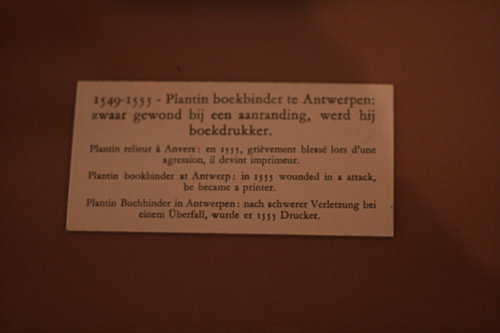 1549-1555 - Plantin boekbinder te Antwerpen:
zwaar gewond bij een aanranding, werd hij
boekdrukker.
Plantin relieur à Anvers: en 1555, grièvement blessé lors d'une
agression, il devint imprimeur.
Plantin bookbinder at Antwerp: in 1555 wounded in a attack,
he became a printer.
Plantin Buchbinder in Antwerpen: nach schwerer Verletzung bei
einem Überfall, wurde er 1555 Drucker.